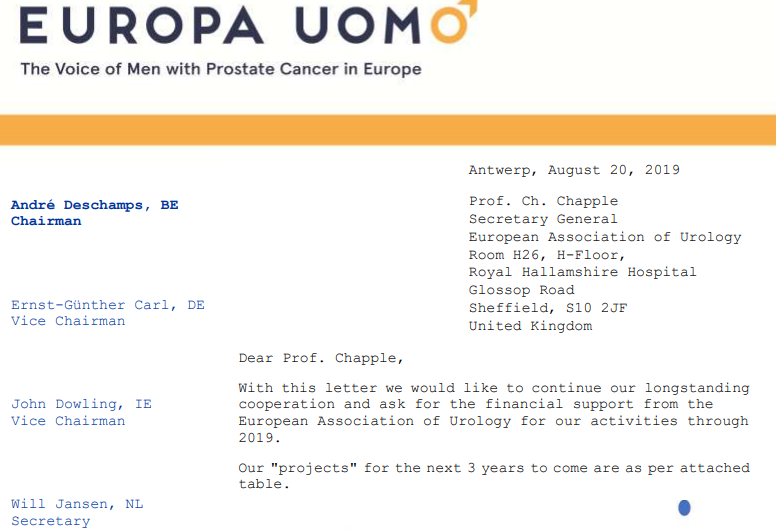 EUROPA UOMO
The Voice of Men with Prostate Cancer in Europe
Antwerp, August 20, 2019
André Deschamps, BE
Chairman
Prof. Ch. Chapple
Secretary General
European Association of Urology
Room H26, H-Floor,
Royal Hallamshire Hospital
Glossop Road
Sheffield, S10 2JF
United Kingdom
Ernst-Günther Carl, DE
Vice Chairman
Dear Prof. Chapple,
With this letter we would like to continue our longstanding
cooperation and ask for the financial support from the
European Association of Urology for our activities through
2019.
John Dowling, IE
Vice Chairman
Our "projects" for the next 3 years to come are as per attached
table.
Will Jansen, NL
Secretary